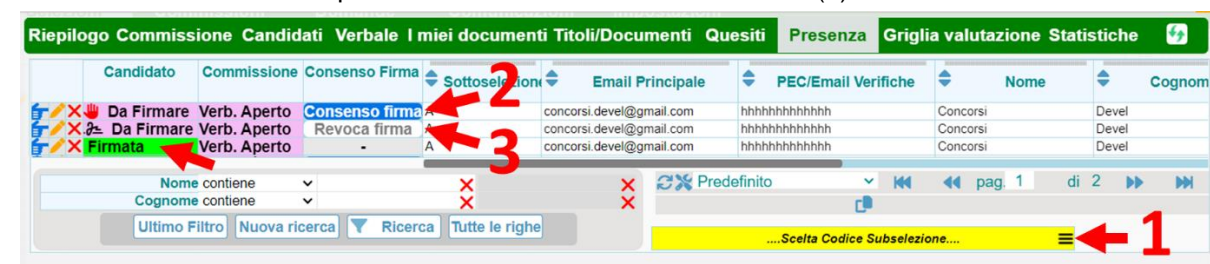 Riepilogo Commissione Candidati Verbale I miei documenti Titoli/Documenti Quesiti Presenza Griglia valutazione Statistiche
Candidato Commissione Consenso Firma Sottoselezione Email Principale PEC/Email Verifiche Nome Cognom
Da Firmare Verb. Aperto Consenso firma A concorsi.devel@gmail.com hhhhhhhhhhhhh Concorsi Devel
2
Da Firmare Verb. Aperto Revoca firma A concorsi.devel@gmail.com hhhhhhhhhhhhh Concorsi Devel
3
Firmata Verb. Aperto - A concorsi.devel@gmail.com hhhhhhhhhhhhh Concorsi Devel
Nome contiene Predefinito pag. 1 di 2
Cognome contiene
Ultimo Filtro Nuova ricerca Ricerca Tutte le righe
....Scelta Codice Subselezione.... 1